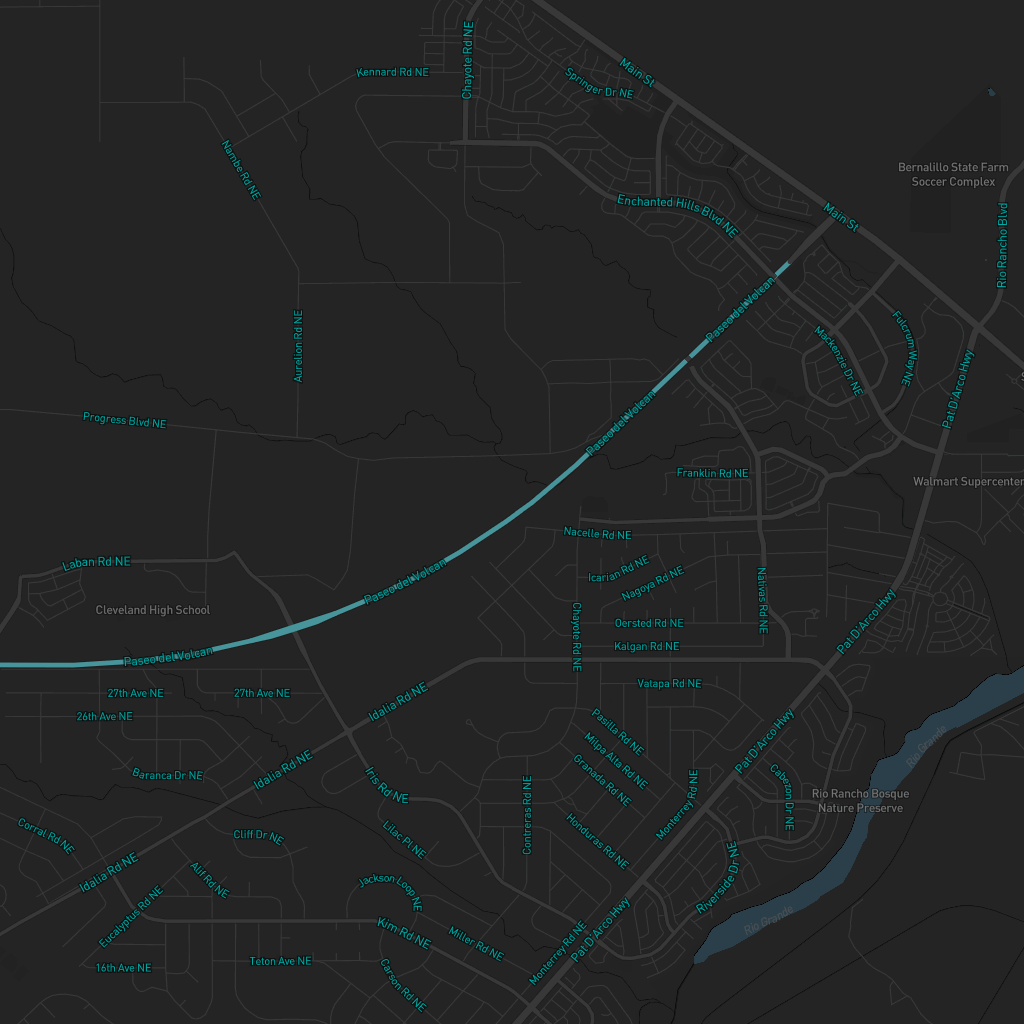 Chayote Rd NE
Kennard Rd NE
Main St
Springer Dr NE
Nambe Rd NE
Bernalillo State Farm
Soccer Complex
Enchanted Hills Blvd NE
Main St
Rio Rancho Blvd
Paseo del Volcan
Aurelion Rd NE
Fulcrum Way NE
Mackenzie Dr NE
Pat D'Arco Hwy
Progress Blvd NE
Paseo del Volcan
Franklin Rd NE
Walmart Supercenter
Nacelle Rd NE
Laban Rd NE
Icarian Rd NE
Nagoya Rd NE
Paseo del Volcan
Nativas Rd NE
Cleveland High School
Chayote Rd NE
Oersted Rd NE
Pat D'Arco Hwy
Kalgan Rd NE
Paseo del Volcan
Vatapa Rd NE
27th Ave NE
27th Ave NE
Idalia Rd NE
26th Ave NE
Pasilla Rd NE
Pat D'Arco Hwy
Rio Grande
Milpa Alta Rd NE
Idalia Rd NE
Baranca Dr NE
Granada Rd NE
Iris Rd NE
Cabezon Dr NE
Rio Rancho Bosque
Nature Preserve
Monterrey Rd NE
Contreras Rd NE
Corral Rd NE
Cliff Dr NE
Lilac Pl NE
Honduras Rd NE
Idalia Rd NE
Alif Rd NE
Jackson Loop NE
Riverside Dr NE
Eucalyptus Rd NE
Rio Grande
Kim Rd NE
Miller Rd NE
Pat D'Arco Hwy
Monterrey Rd NE
16th Ave NE
Teton Ave NE
Carson Rd NE